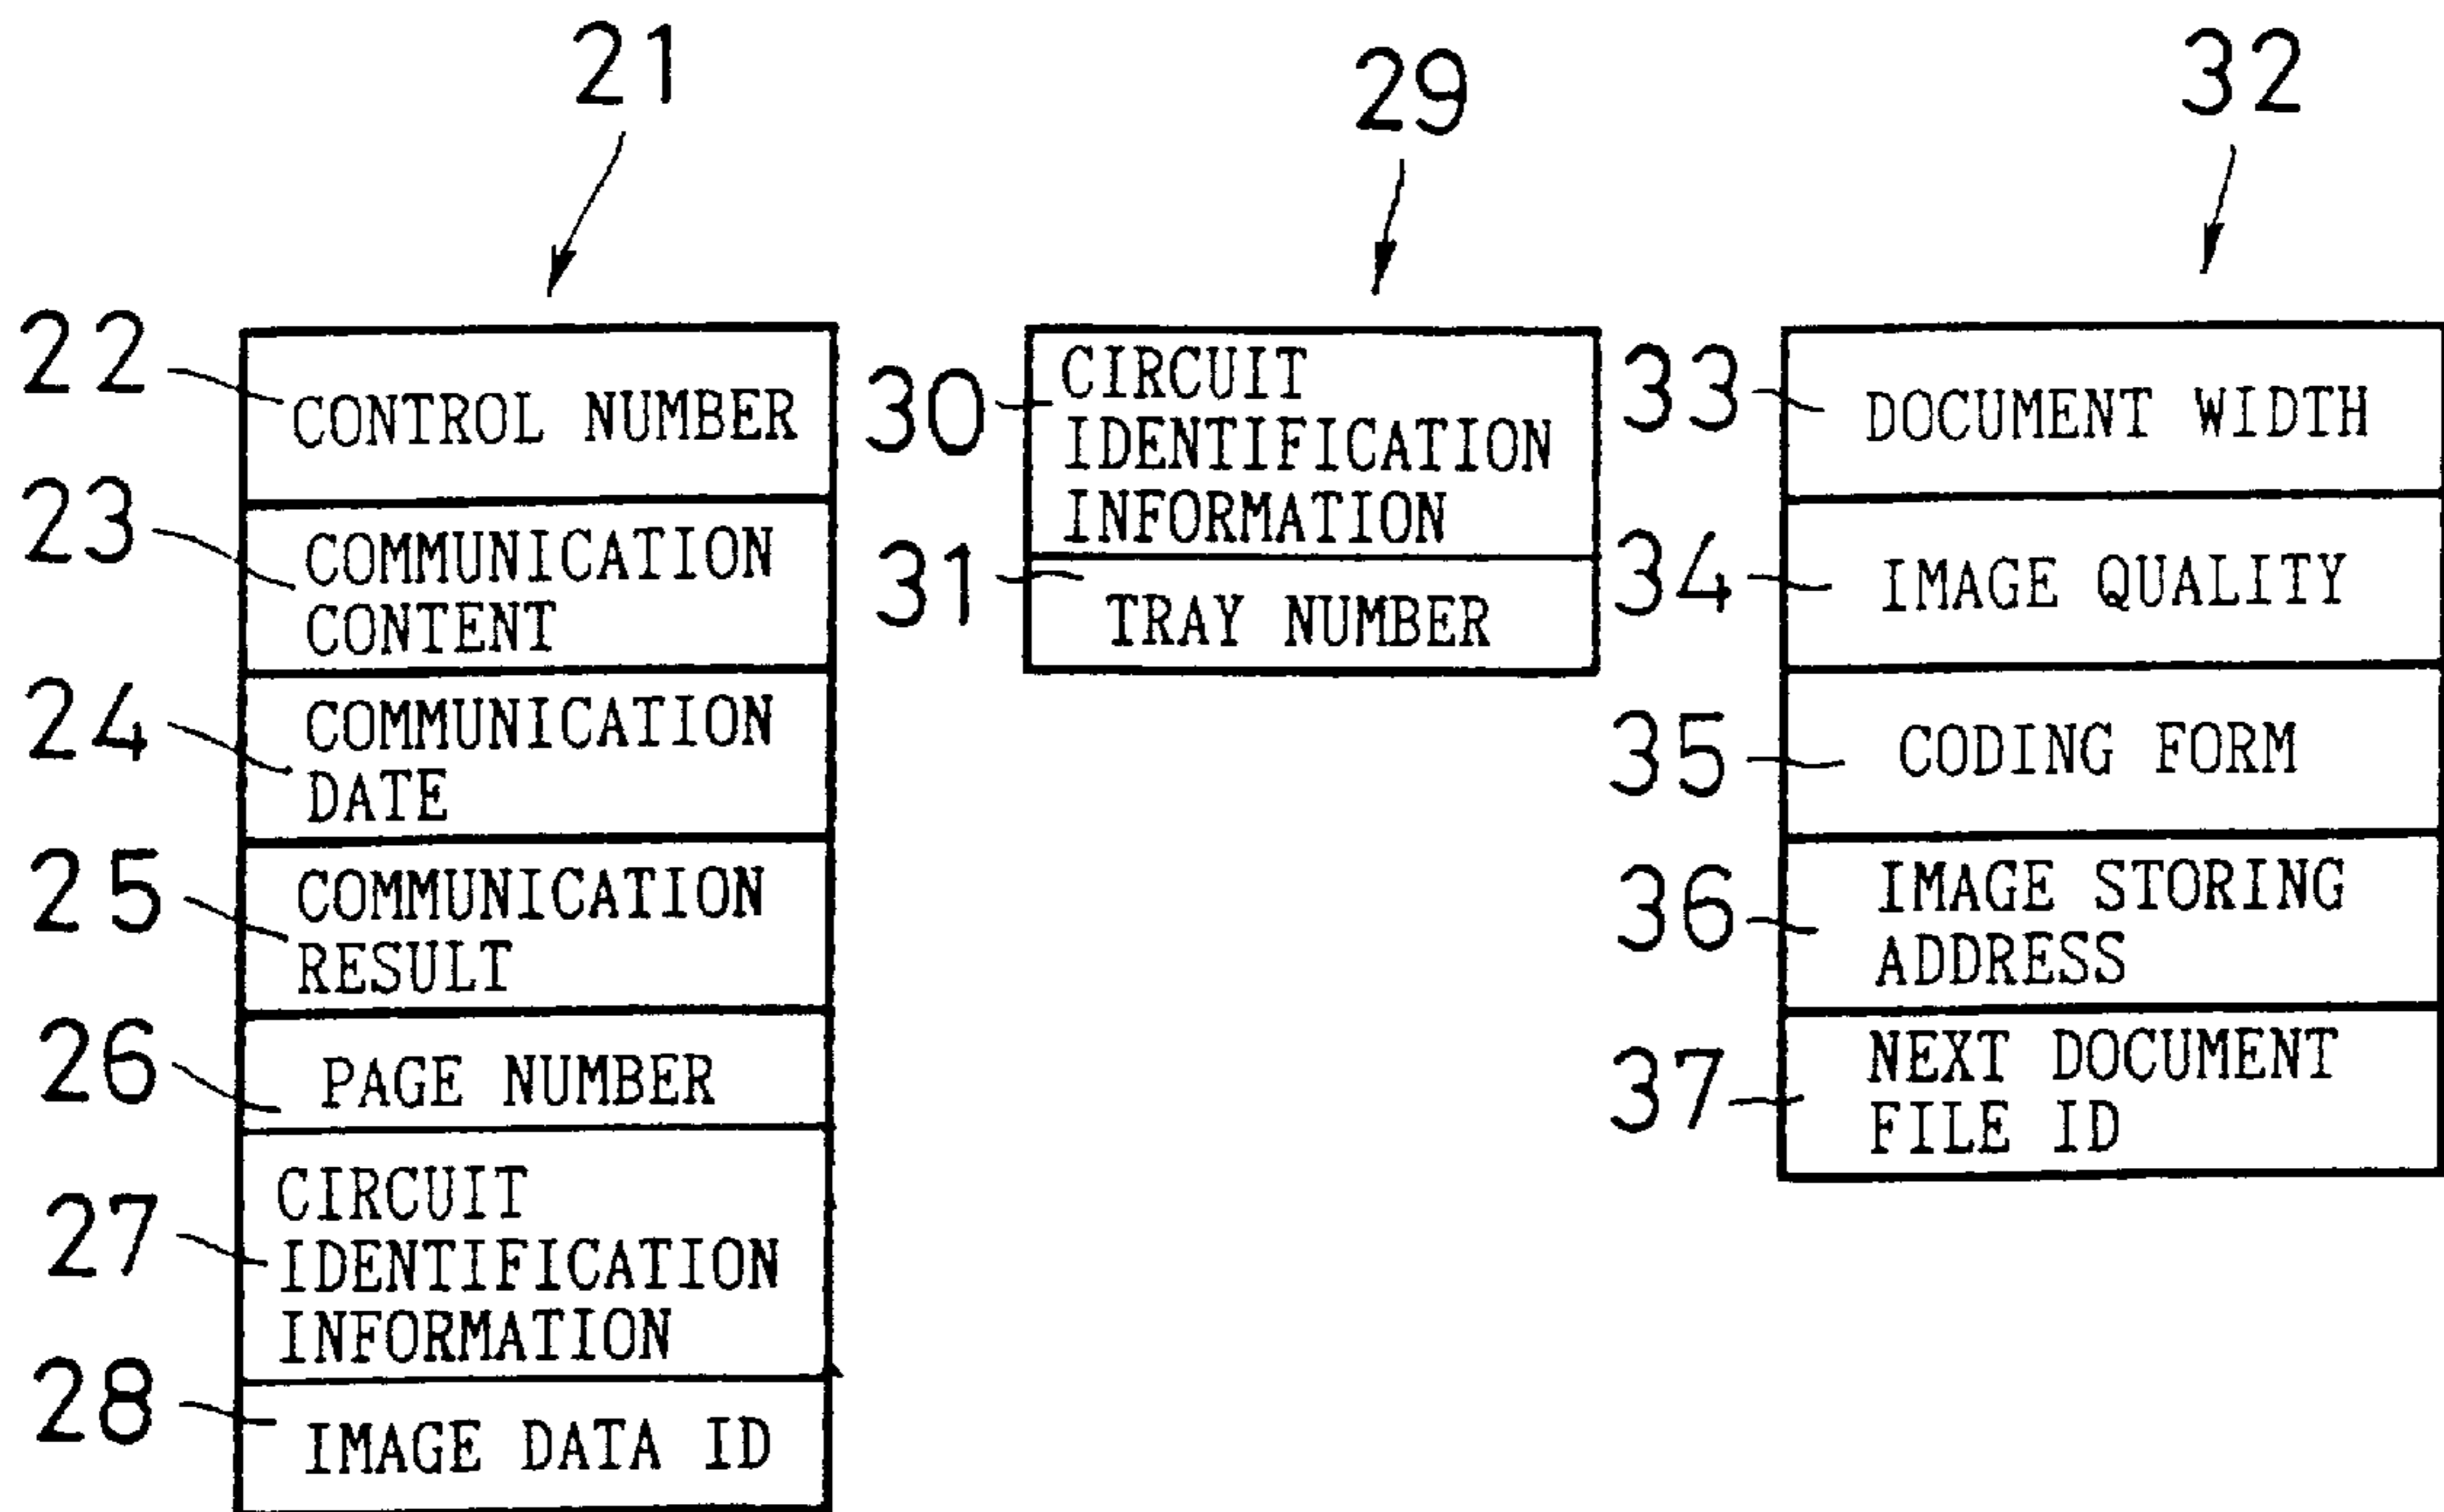 21
22
CONTROL NUMBER
23
COMMUNICATION
CONTENT
24
COMMUNICATION
DATE
25
COMMUNICATION
RESULT
26
PAGE NUMBER
27
CIRCUIT
IDENTIFICATION
INFORMATION
28
IMAGE DATA ID
29
30
CIRCUIT
IDENTIFICATION
INFORMATION
31
TRAY NUMBER
32
33
DOCUMENT WIDTH
34
IMAGE QUALITY
35
CODING FORM
36
IMAGE STORING
ADDRESS
37
NEXT DOCUMENT
FILE ID